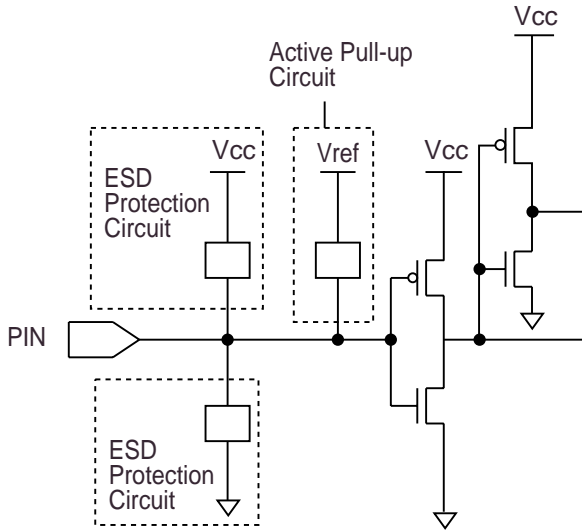 Vcc
Active Pull-up
Circuit
Vcc
Vref
Vcc
ESD
Protection
Circuit
PIN
ESD
Protection
Circuit